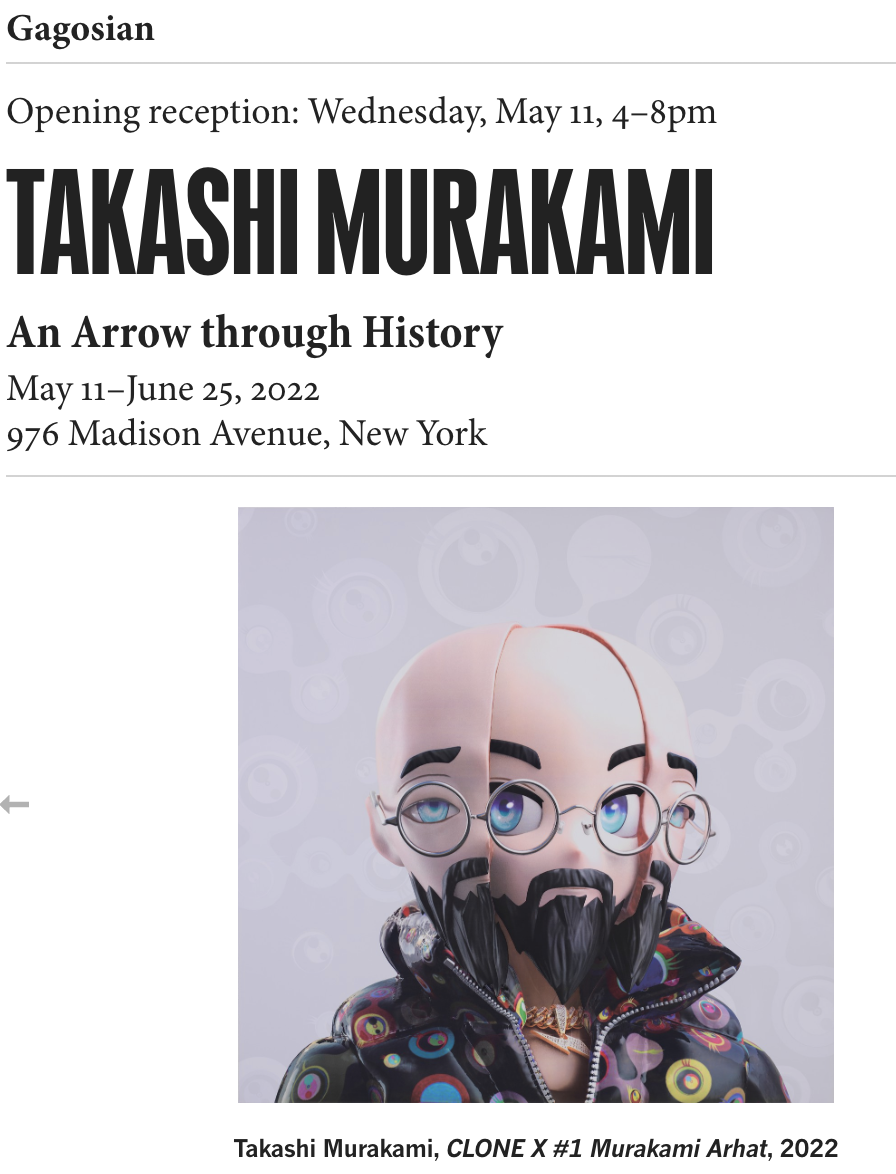 Gagosian
Opening reception: Wednesday, May 11, 4–8pm
TAKASHI MURAKAMI
An Arrow through History
May 11–June 25, 2022
976 Madison Avenue, New York
Takashi Murakami, CLONE X #1 Murakami Arhat, 2022